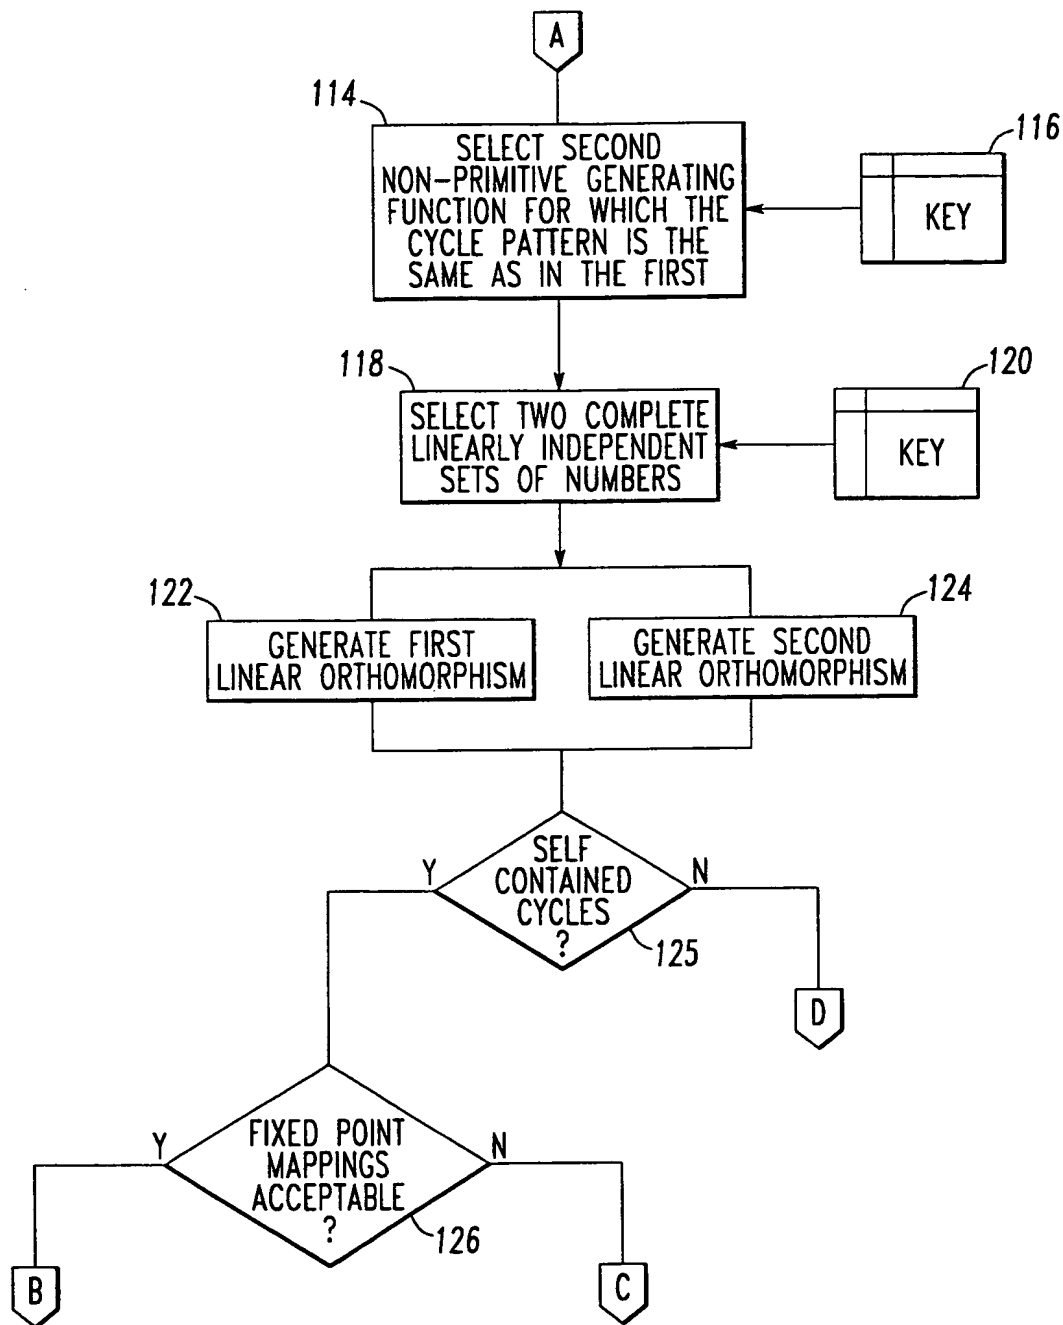 A
114
SELECT SECOND
NON-PRIMITIVE GENERATING
FUNCTION FOR WHICH THE
CYCLE PATTERN IS THE
SAME AS IN THE FIRST
116
KEY
118
SELECT TWO COMPLETE
LINEARLY INDEPENDENT
SETS OF NUMBERS
120
KEY
122
GENERATE FIRST
LINEAR ORTHOMORPHISM
124
GENERATE SECOND
LINEAR ORTHOMORPHISM
Y
SELF
CONTAINED
CYCLES
?
N
125
D
Y
FIXED POINT
MAPPINGS
ACCEPTABLE
?
N
126
B
C